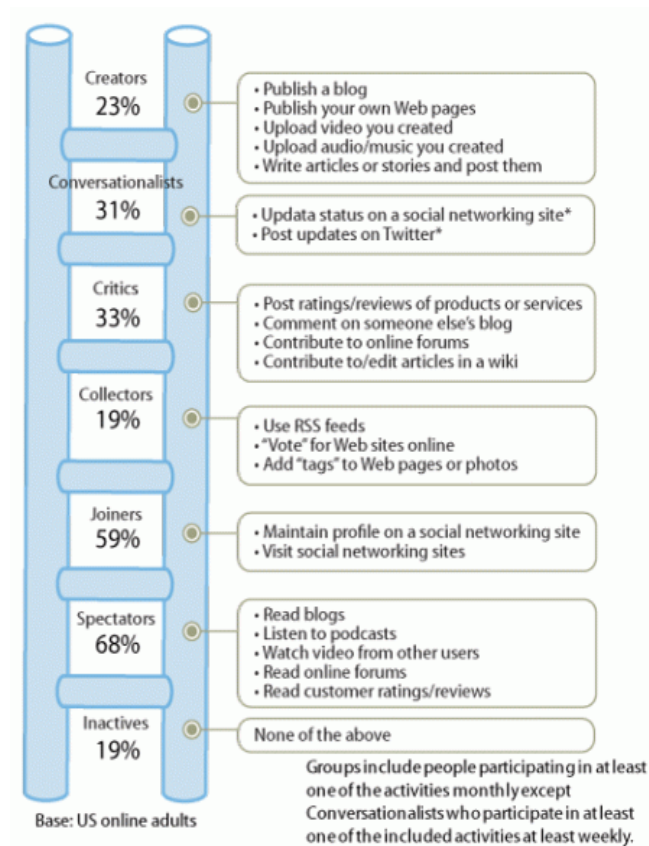 Creators
23%
• Publish a blog
• Publish your own Web pages
• Upload video you created
• Upload audio/music you created
• Write articles or stories and post them
Conversationalists
31%
• Updata status on a social networking site*
• Post updates on Twitter*
Critics
33%
• Post ratings/reviews of products or services
• Comment on someone else's blog
• Contribute to online forums
• Contribute to/edit articles in a wiki
Collectors
19%
• Use RSS feeds
• “Vote” for Web sites online
• Add “tags” to Web pages or photos
Joiners
59%
• Maintain profile on a social networking site
• Visit social networking sites
Spectators
68%
• Read blogs
• Listen to podcasts
• Watch video from other users
• Read online forums
• Read customer ratings/reviews
Inactives
19%
None of the above
Groups include people participating in at least
one of the activities monthly except
Conversationalists who participate in at least
one of the included activities at least weekly.
Base: US online adults